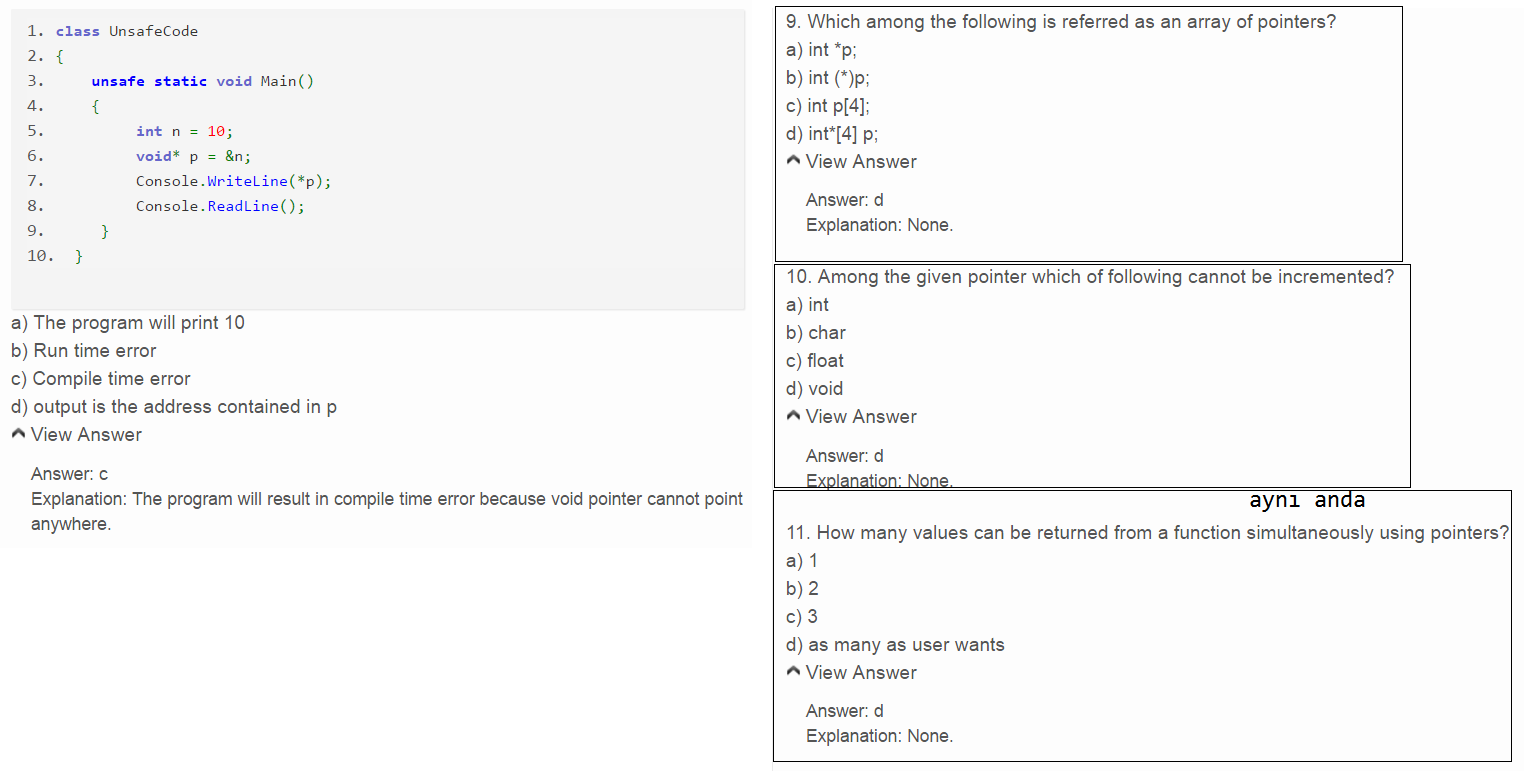 1. class UnsafeCode
2. {
3. unsafe static void Main()
4. {
5. int n = 10;
6. void* p = &n;
7. Console.WriteLine(*p);
8. Console.ReadLine();
9. }
10. }
a) The program will print 10
b) Run time error
c) Compile time error
d) output is the address contained in p
View Answer
Answer: c
Explanation: The program will result in compile time error because void pointer cannot point
anywhere.
9. Which among the following is referred as an array of pointers?
a) int *p;
b) int (*)p;
c) int p[4];
d) int*[4] p;
View Answer
Answer: d
Explanation: None.
10. Among the given pointer which of following cannot be incremented?
a) int
b) char
c) float
d) void
View Answer
Answer: d
Explanation: None.
aynı anda
11. How many values can be returned from a function simultaneously using pointers?
a) 1
b) 2
c) 3
d) as many as user wants
View Answer
Answer: d
Explanation: None.